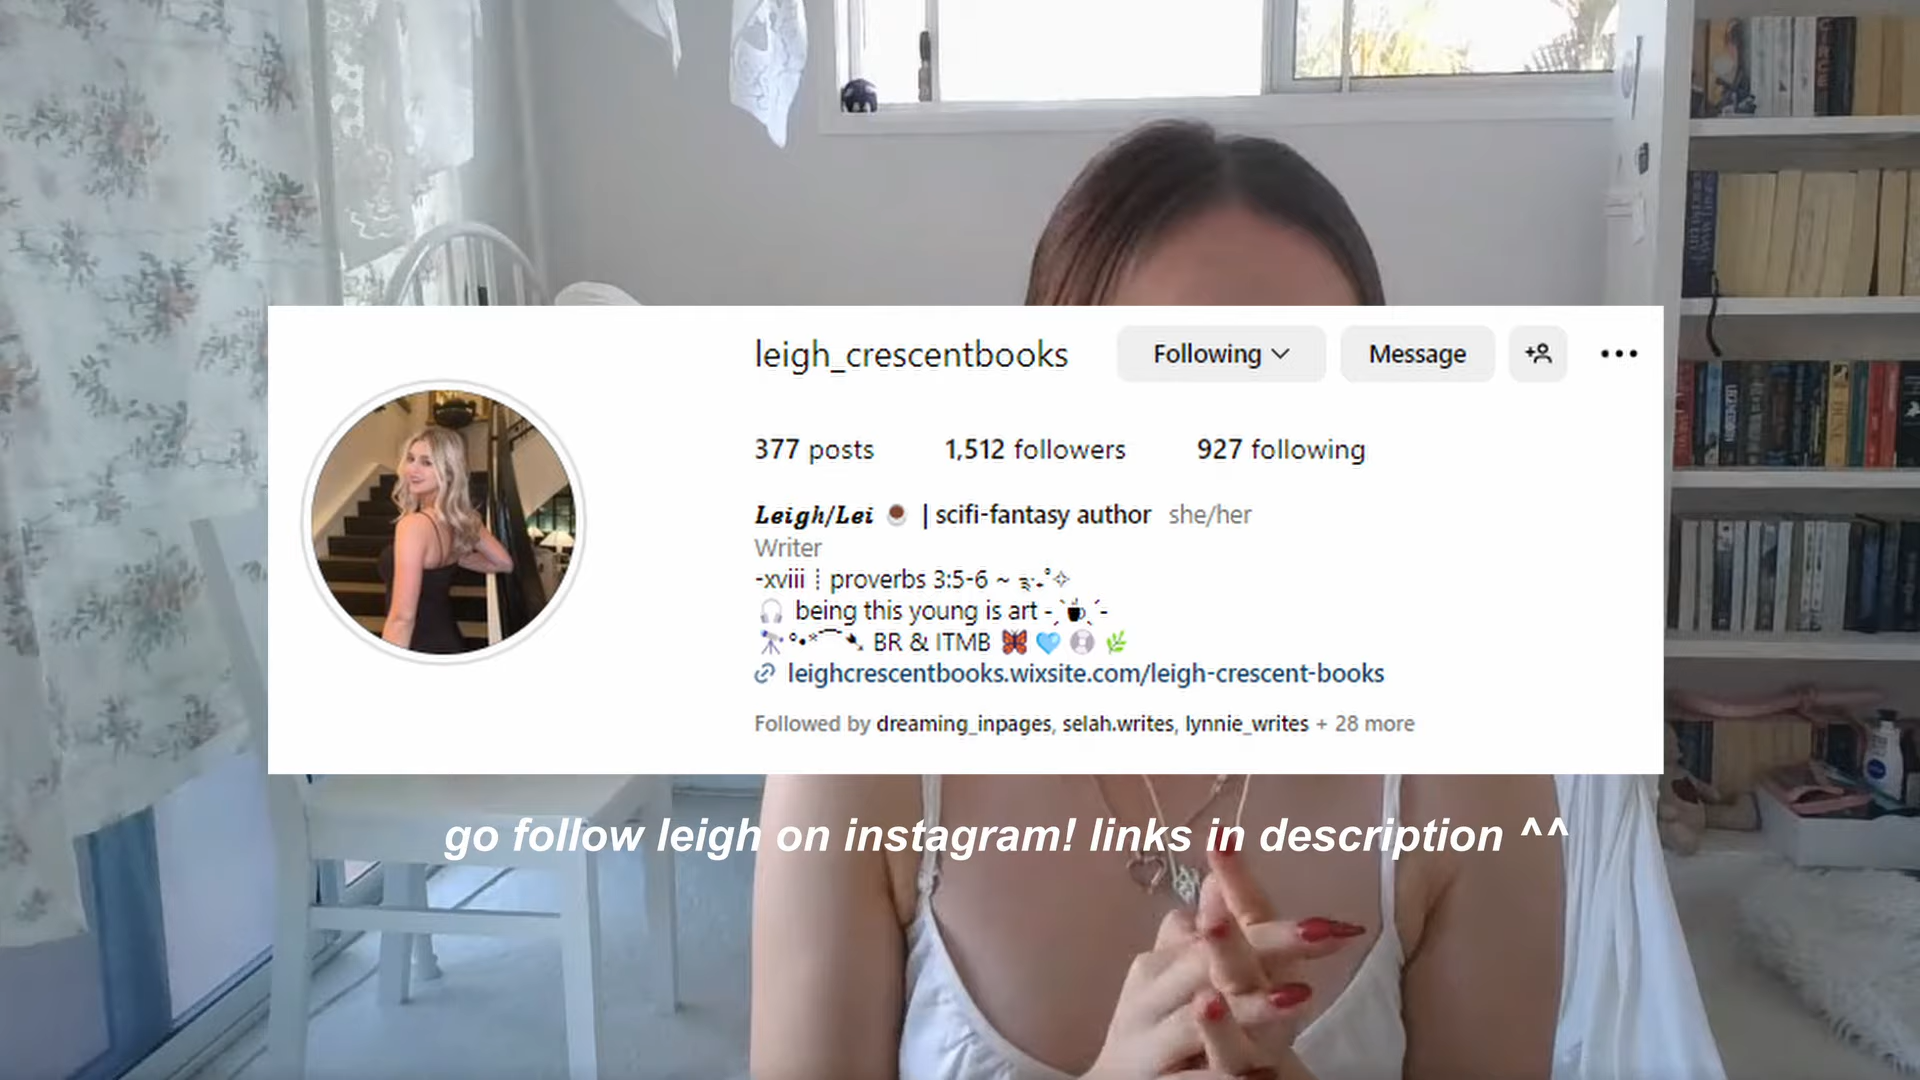 leigh_crescentbooks Following Message
377 posts 1,512 followers 927 following
Leigh/Lei ☕ | scifi-fantasy author she/her
Writer
-xviii ┊ proverbs 3:5-6 ~
🎧 being this young is art
🔭 BR & ITMB 🦋 🩵 💿 🌿
leighcrescentbooks.wixsite.com/leigh-crescent-books
Followed by dreaming_inpages, selah.writes, lynnie_writes + 28 more
go follow leigh on instagram! links in description ^^
CIRCE